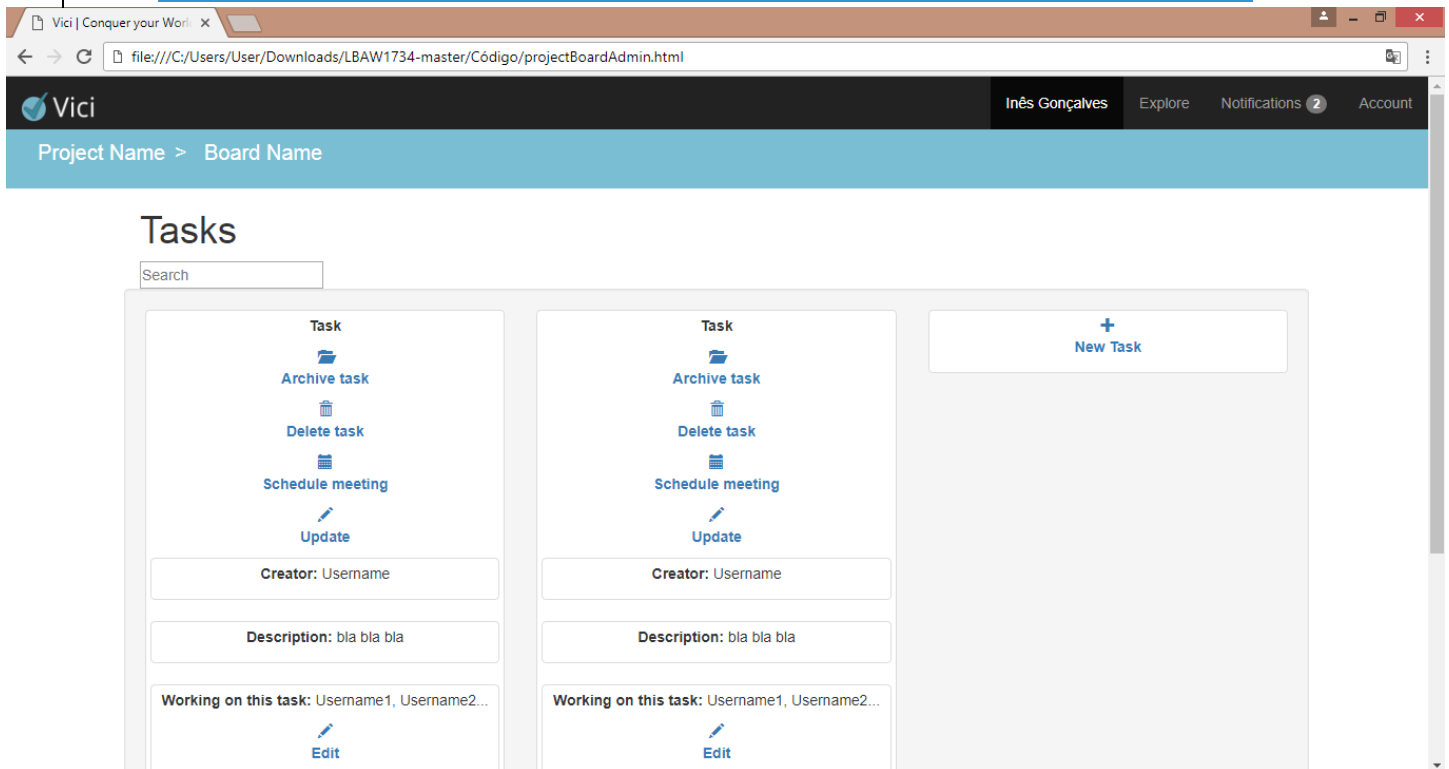 Vici | Conquer your Worl
file:///C:/Users/User/Downloads/LBAW1734-master/Código/projectBoardAdmin.html
Vici
Inês Gonçalves Explore Notifications 2 Account
Project Name > Board Name
Tasks
Search
Task
Archive task
Delete task
Schedule meeting
Update
Creator: Username
Description: bla bla bla
Working on this task: Username1, Username2...
Edit
Task
Archive task
Delete task
Schedule meeting
Update
Creator: Username
Description: bla bla bla
Working on this task: Username1, Username2...
Edit
+
New Task